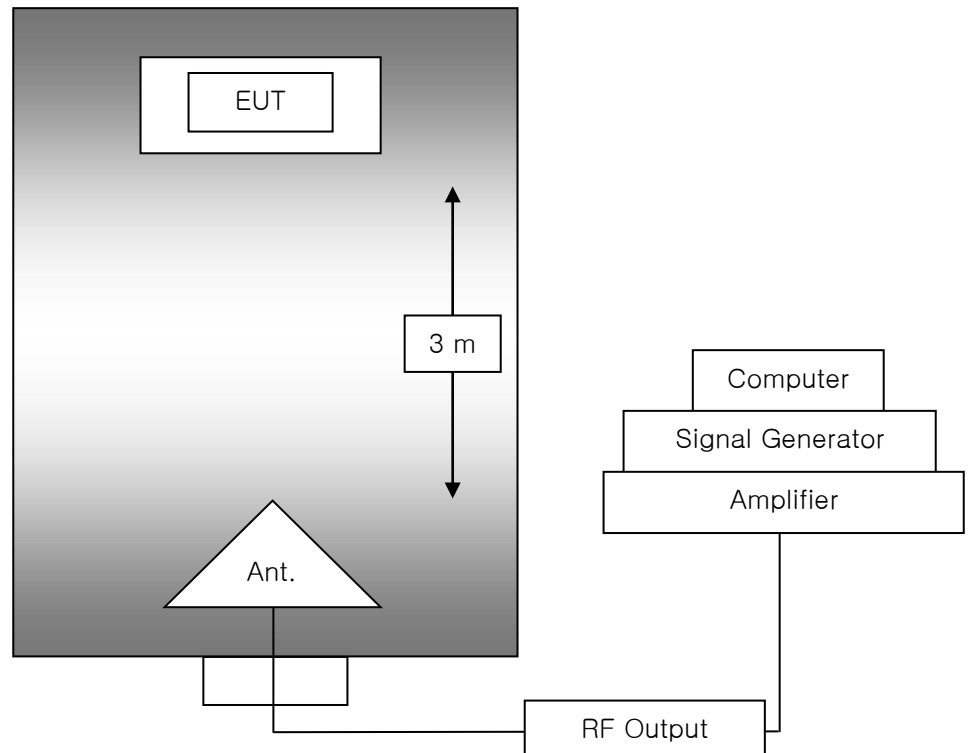 EUT
3 m
Computer
Signal Generator
Amplifier
Ant.
RF Output